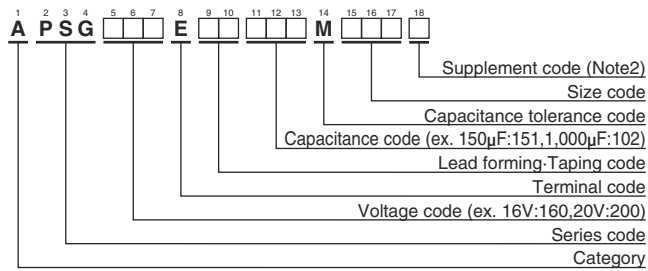 1 2 3 4 5 6 7 8 9 10 11 12 13 14 15 16 17 18
A PSG E M
Supplement code (Note2)
Size code
Capacitance tolerance code
Capacitance code (ex. 150μF:151,1,000μF:102)
Lead forming·Taping code
Terminal code
Voltage code (ex. 16V:160,20V:200)
Series code
Category